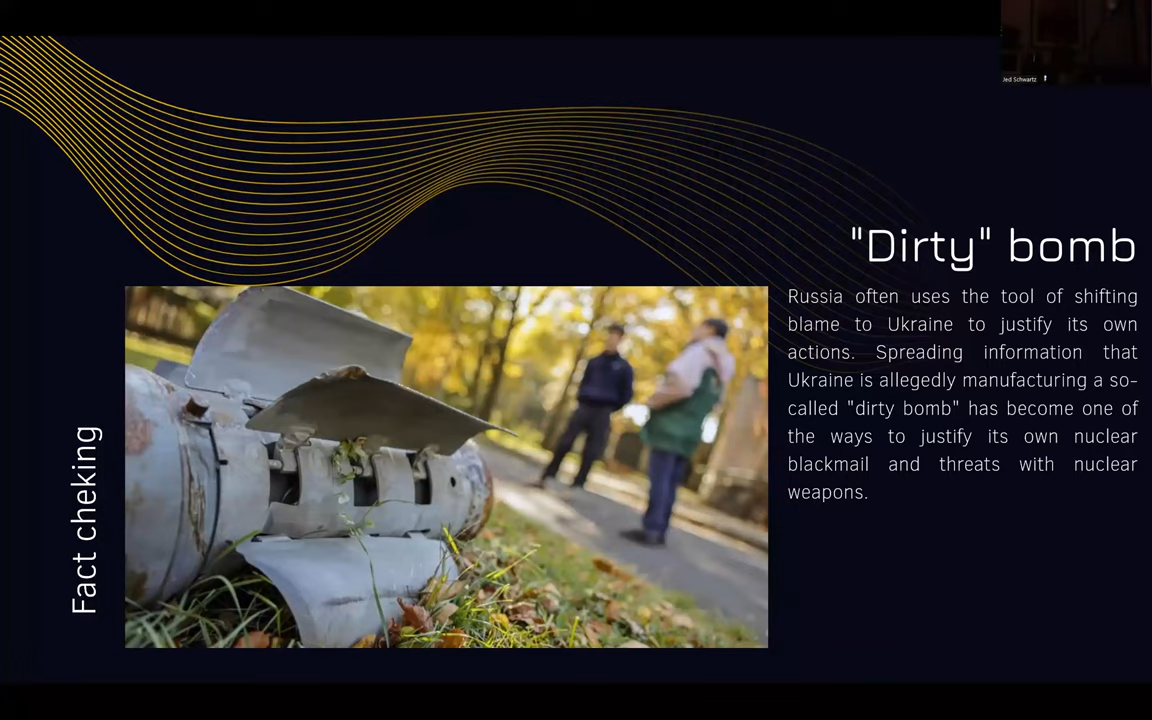 Jed Schwartz
"Dirty" bomb
Russia often uses the tool of shifting
blame to Ukraine to justify its own
actions. Spreading information that
Ukraine is allegedly manufacturing a so-
called "dirty bomb" has become one of
the ways to justify its own nuclear
blackmail and threats with nuclear
weapons.
Fact cheking